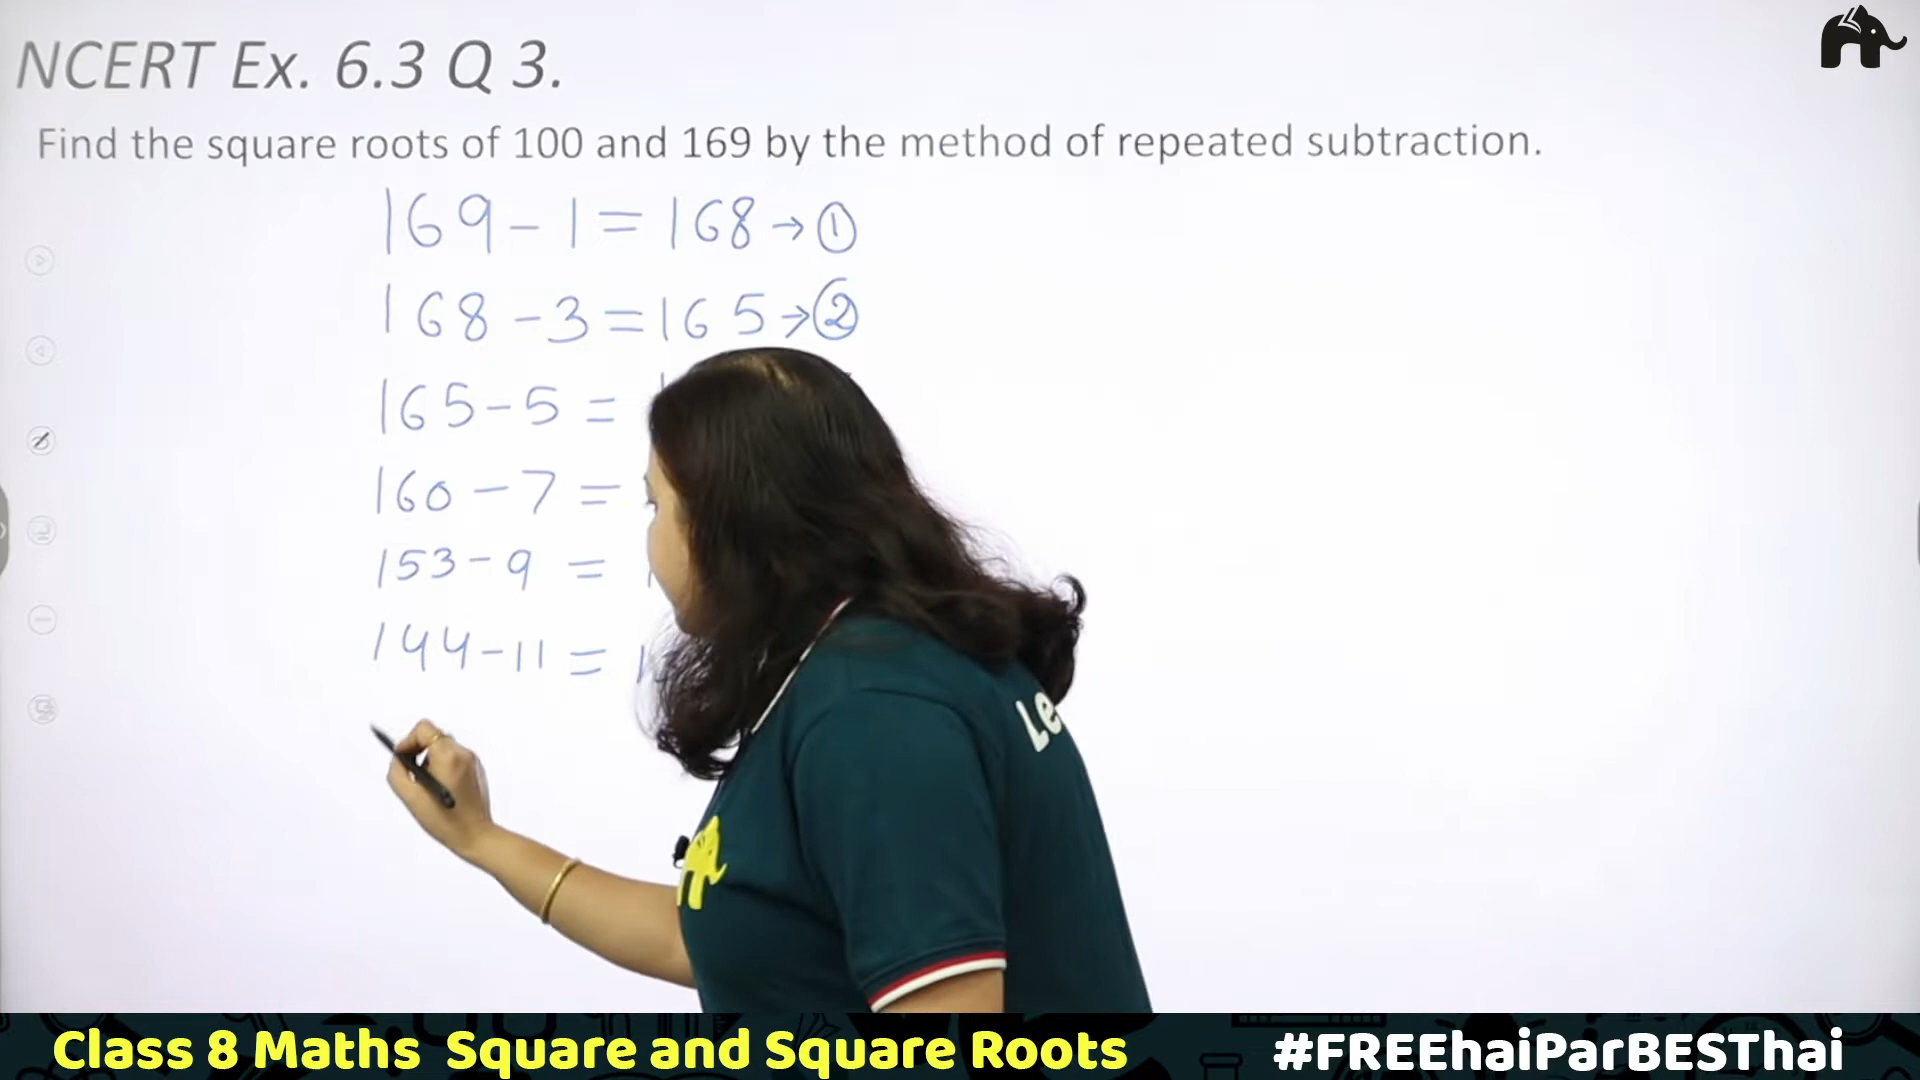 NCERT Ex. 6.3 Q 3.
Find the square roots of 100 and 169 by the method of repeated subtraction.
169 - 1 = 168 → ①
168 - 3 = 165 → ②
165 - 5 =
160 - 7 =
153 - 9 =
144 - 11 =
Le
Class 8 Maths Square and Square Roots
#FREEhaiParBESThai